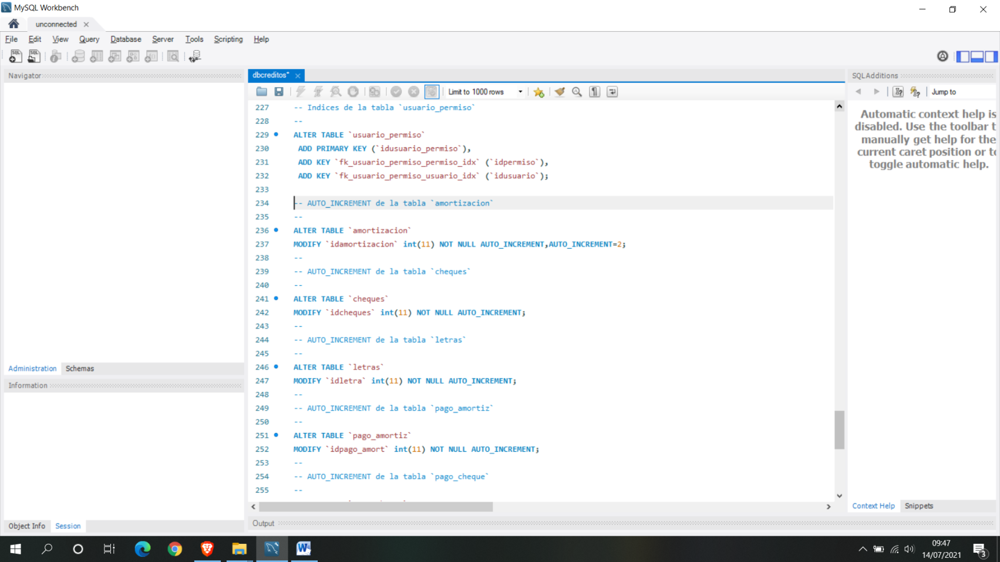 MySQL Workbench
unconnected
File Edit View Query Database Server Tools Scripting Help
Navigator
dbcreditos*
SQLAdditions
Limit to 1000 rows
Jump to
227 -- Indices de la tabla `usuario_permiso`
228 --
229 ALTER TABLE `usuario_permiso`
230 ADD PRIMARY KEY (`idusuario_permiso`),
231 ADD KEY `fk_usuario_permiso_permiso_idx` (`idpermiso`),
232 ADD KEY `fk_usuario_permiso_usuario_idx` (`idusuario`);
233
234 -- AUTO_INCREMENT de la tabla `amortizacion`
235 --
236 ALTER TABLE `amortizacion`
237 MODIFY `idamortizacion` int(11) NOT NULL AUTO_INCREMENT,AUTO_INCREMENT=2;
238 --
239 -- AUTO_INCREMENT de la tabla `cheques`
240 --
241 ALTER TABLE `cheques`
242 MODIFY `idcheques` int(11) NOT NULL AUTO_INCREMENT;
243 --
244 -- AUTO_INCREMENT de la tabla `letras`
245 --
246 ALTER TABLE `letras`
247 MODIFY `idletra` int(11) NOT NULL AUTO_INCREMENT;
248 --
249 -- AUTO_INCREMENT de la tabla `pago_amortiz`
250 --
251 ALTER TABLE `pago_amortiz`
252 MODIFY `idpago_amort` int(11) NOT NULL AUTO_INCREMENT;
253 --
254 -- AUTO_INCREMENT de la tabla `pago_cheque`
255 --
Automatic context help is
disabled. Use the toolbar t
manually get help for the
current caret position or to
toggle automatic help.
Administration Schemas
Information
Object Info Session
Context Help Snippets
Output
09:47
14/07/2021
3